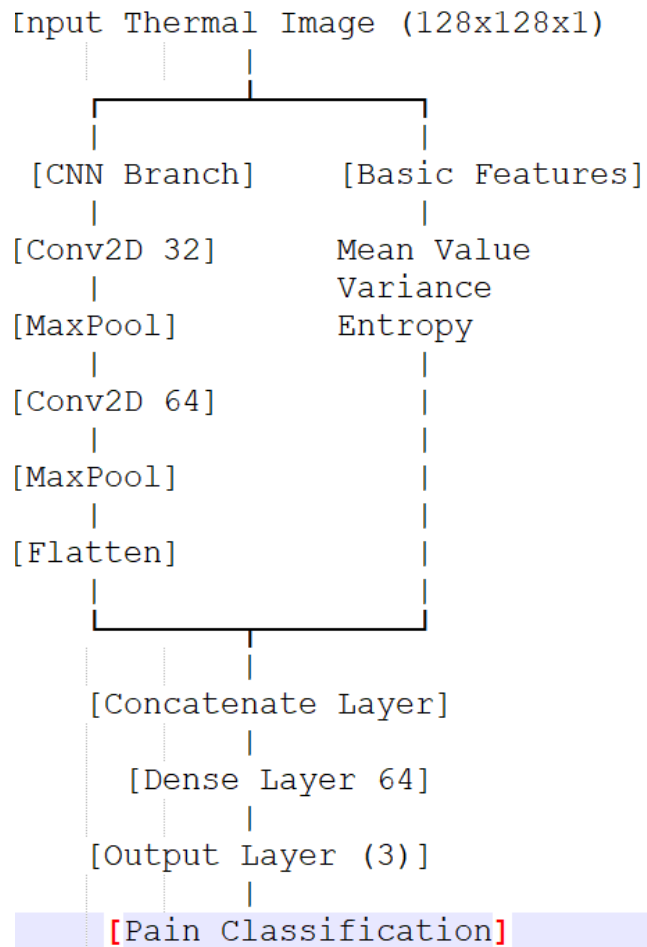 [Input Thermal Image (128x128x1)
[CNN Branch] [Basic Features]
[Conv2D 32] Mean Value
Variance
[MaxPool] Entropy
[Conv2D 64]
[MaxPool]
[Flatten]
[Concatenate Layer]
[Dense Layer 64]
[Output Layer (3)]
[Pain Classification]